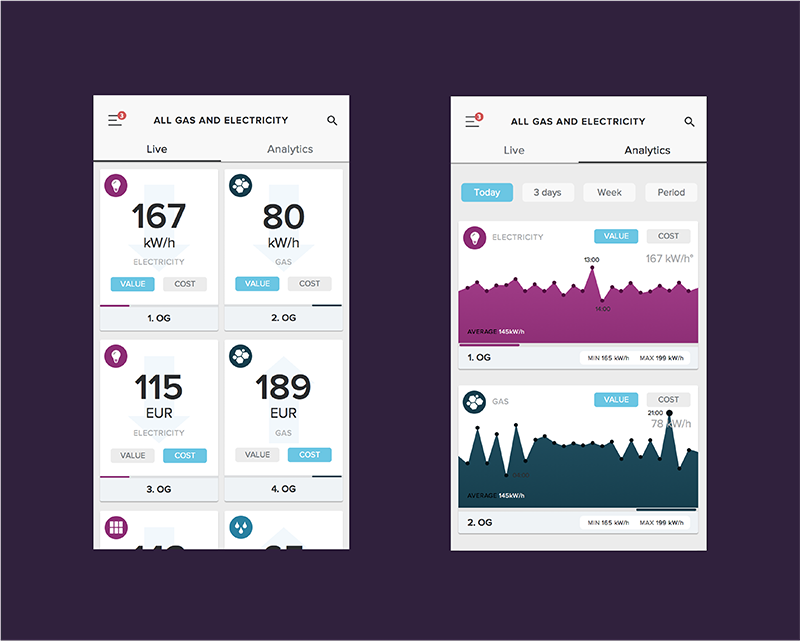 3
ALL GAS AND ELECTRICITY
Live Analytics
167
kW/h
ELECTRICITY
VALUE COST
1. OG
80
kW/h
GAS
VALUE COST
2. OG
115
EUR
ELECTRICITY
VALUE COST
3. OG
189
EUR
GAS
VALUE COST
4. OG
3
ALL GAS AND ELECTRICITY
Live Analytics
Today 3 days Week Period
ELECTRICITY VALUE COST
167 kW/h*
13:00
AVERAGE 145kW/h
1. OG MIN 165 kW/h MAX 199 kW/h
GAS VALUE COST
21:00
78 kW/h
AVERAGE 145kW/h
2. OG MIN 165 kW/h MAX 199 kW/h